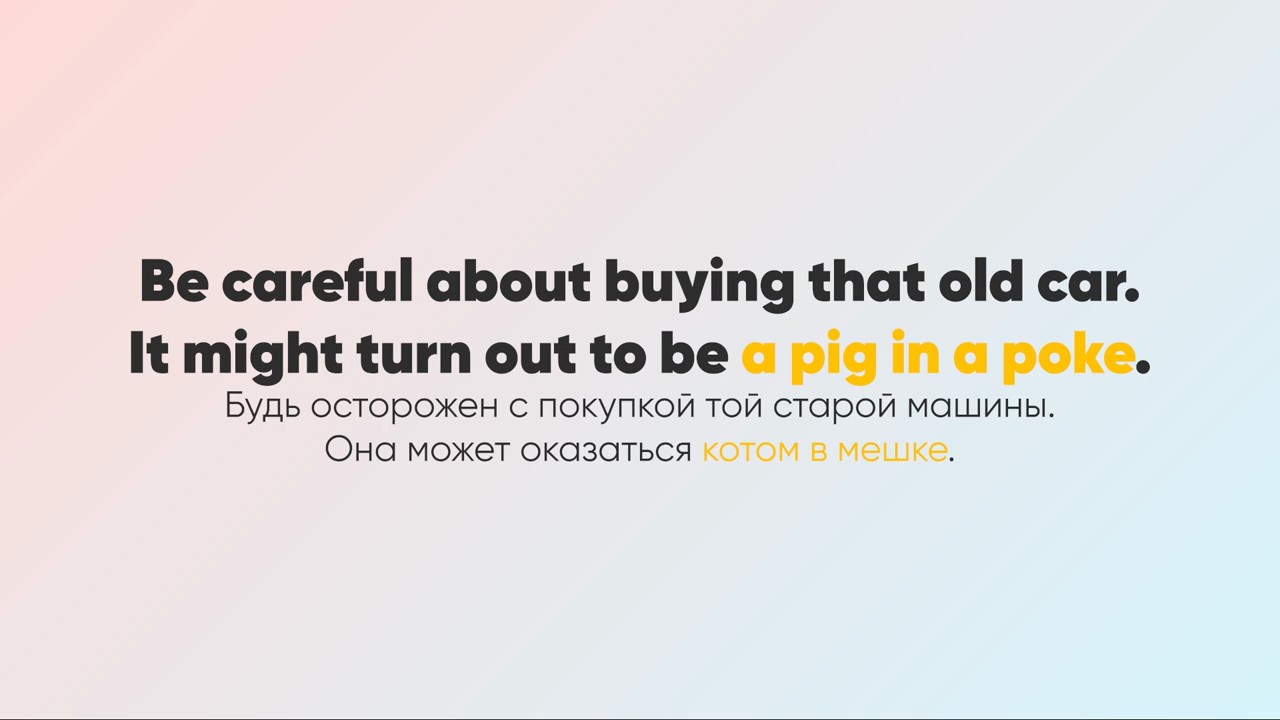 Be careful about buying that old car.
It might turn out to be a pig in a poke.
Будь осторожен с покупкой той старой машины.
Она может оказаться котом в мешке.